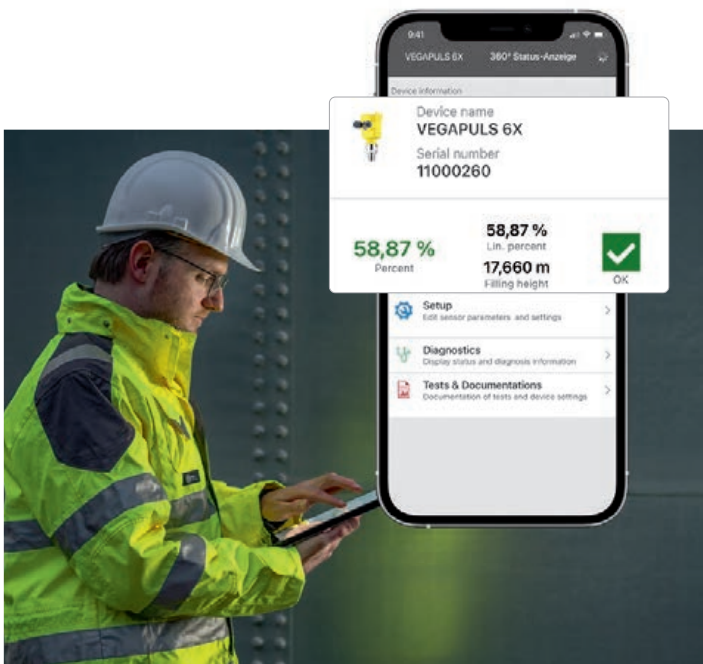 9:41
VEGAPULS 6X 360° Status-Anzeige
Device information
Device name
VEGAPULS 6X
Serial number
11000260
58,87 %
Percent
58,87 %
Lin. percent
17,660 m
Filling height
OK
Setup
Edit sensor parameters and settings
Diagnostics
Display status and diagnosis information
Tests & Documentations
Documentation of tests and device settings